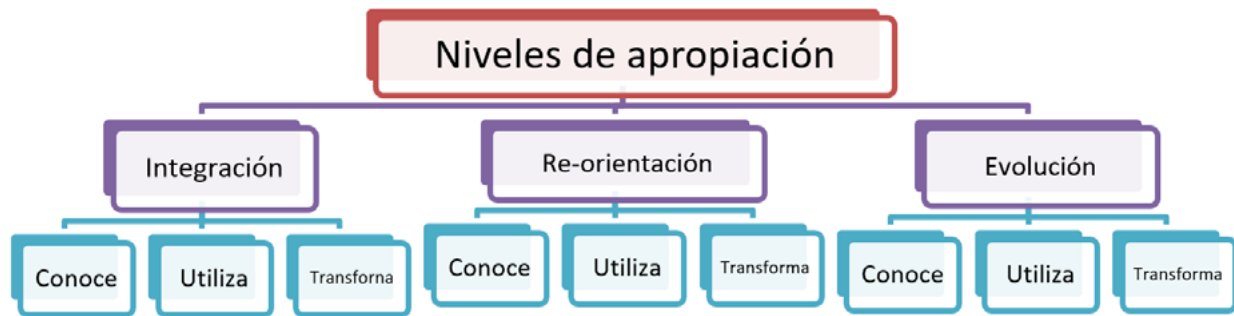 Niveles de apropiación
Integración
Re-orientación
Evolución
Conoce
Utiliza
Transforna
Conoce
Utiliza
Transforma
Conoce
Utiliza
Transforma